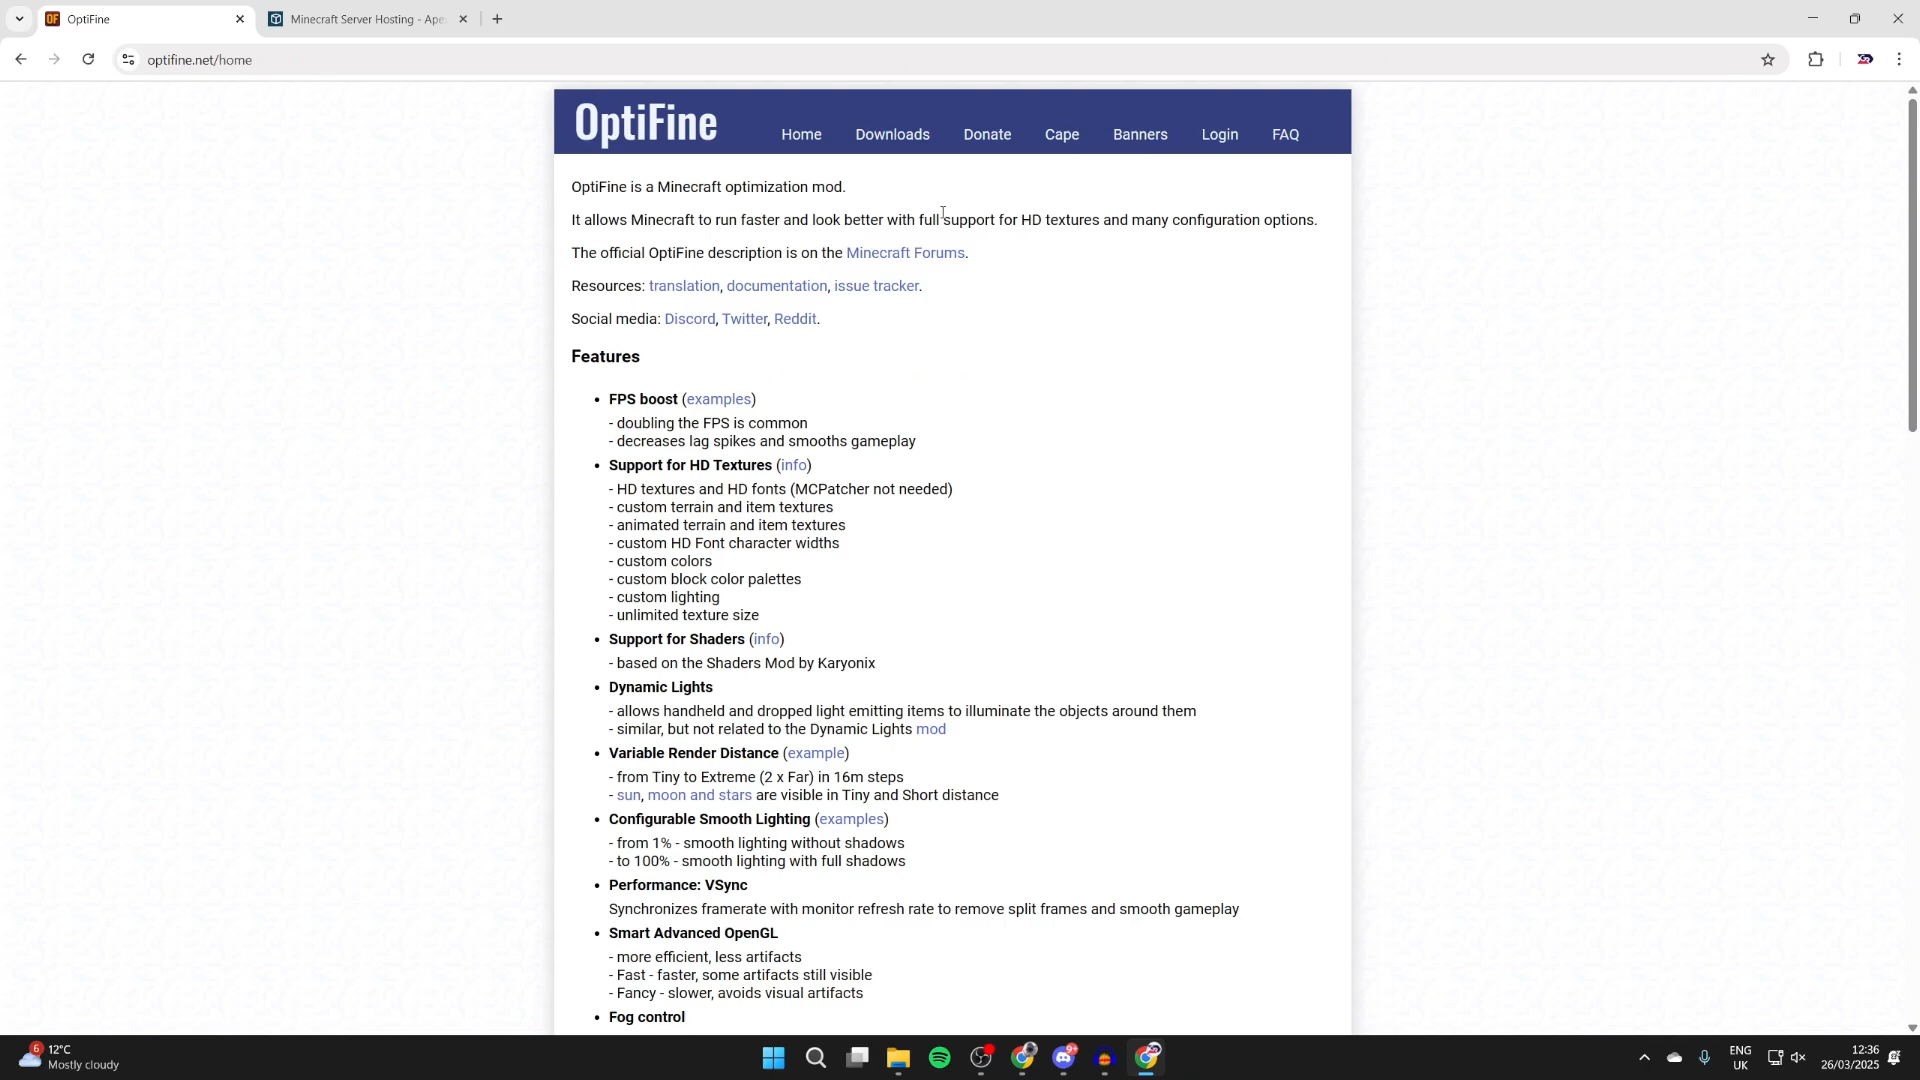 OptiFine
Minecraft Server Hosting - Ape
optifine.net/home
OptiFine
Home
Downloads
Donate
Cape
Banners
Login
FAQ
OptiFine is a Minecraft optimization mod.
It allows Minecraft to run faster and look better with full support for HD textures and many configuration options.
The official OptiFine description is on the Minecraft Forums.
Resources: translation, documentation, issue tracker.
Social media: Discord, Twitter, Reddit.
Features
• FPS boost (examples)
- doubling the FPS is common
- decreases lag spikes and smooths gameplay
• Support for HD Textures (info)
- HD textures and HD fonts (MCPatcher not needed)
- custom terrain and item textures
- animated terrain and item textures
- custom HD Font character widths
- custom colors
- custom block color palettes
- custom lighting
- unlimited texture size
• Support for Shaders (info)
- based on the Shaders Mod by Karyonix
• Dynamic Lights
- allows handheld and dropped light emitting items to illuminate the objects around them
- similar, but not related to the Dynamic Lights mod
• Variable Render Distance (example)
- from Tiny to Extreme (2 x Far) in 16m steps
- sun, moon and stars are visible in Tiny and Short distance
• Configurable Smooth Lighting (examples)
- from 1% - smooth lighting without shadows
- to 100% - smooth lighting with full shadows
• Performance: VSync
Synchronizes framerate with monitor refresh rate to remove split frames and smooth gameplay
• Smart Advanced OpenGL
- more efficient, less artifacts
- Fast - faster, some artifacts still visible
- Fancy - slower, avoids visual artifacts
• Fog control
6
12°C
Mostly cloudy
9+
ENG
UK
12:36
26/03/2025